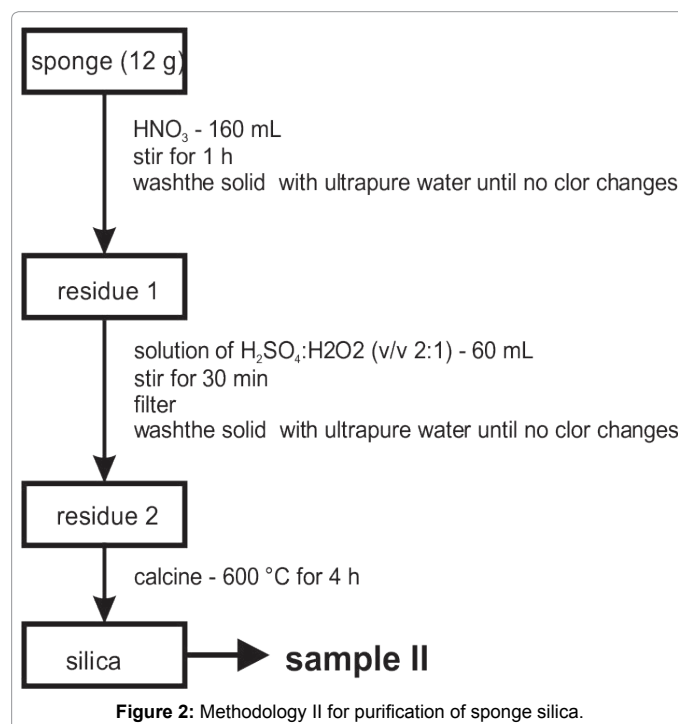 sponge (12 g)
HNO₃ - 160 mL
stir for 1 h
washthe solid with ultrapure water until no clor changes
residue 1
solution of H₂SO₄:H2O2 (v/v 2:1) - 60 mL
stir for 30 min
filter
washthe solid with ultrapure water until no clor changes
residue 2
calcine - 600 °C for 4 h
silica
sample II
Figure 2: Methodology II for purification of sponge silica.